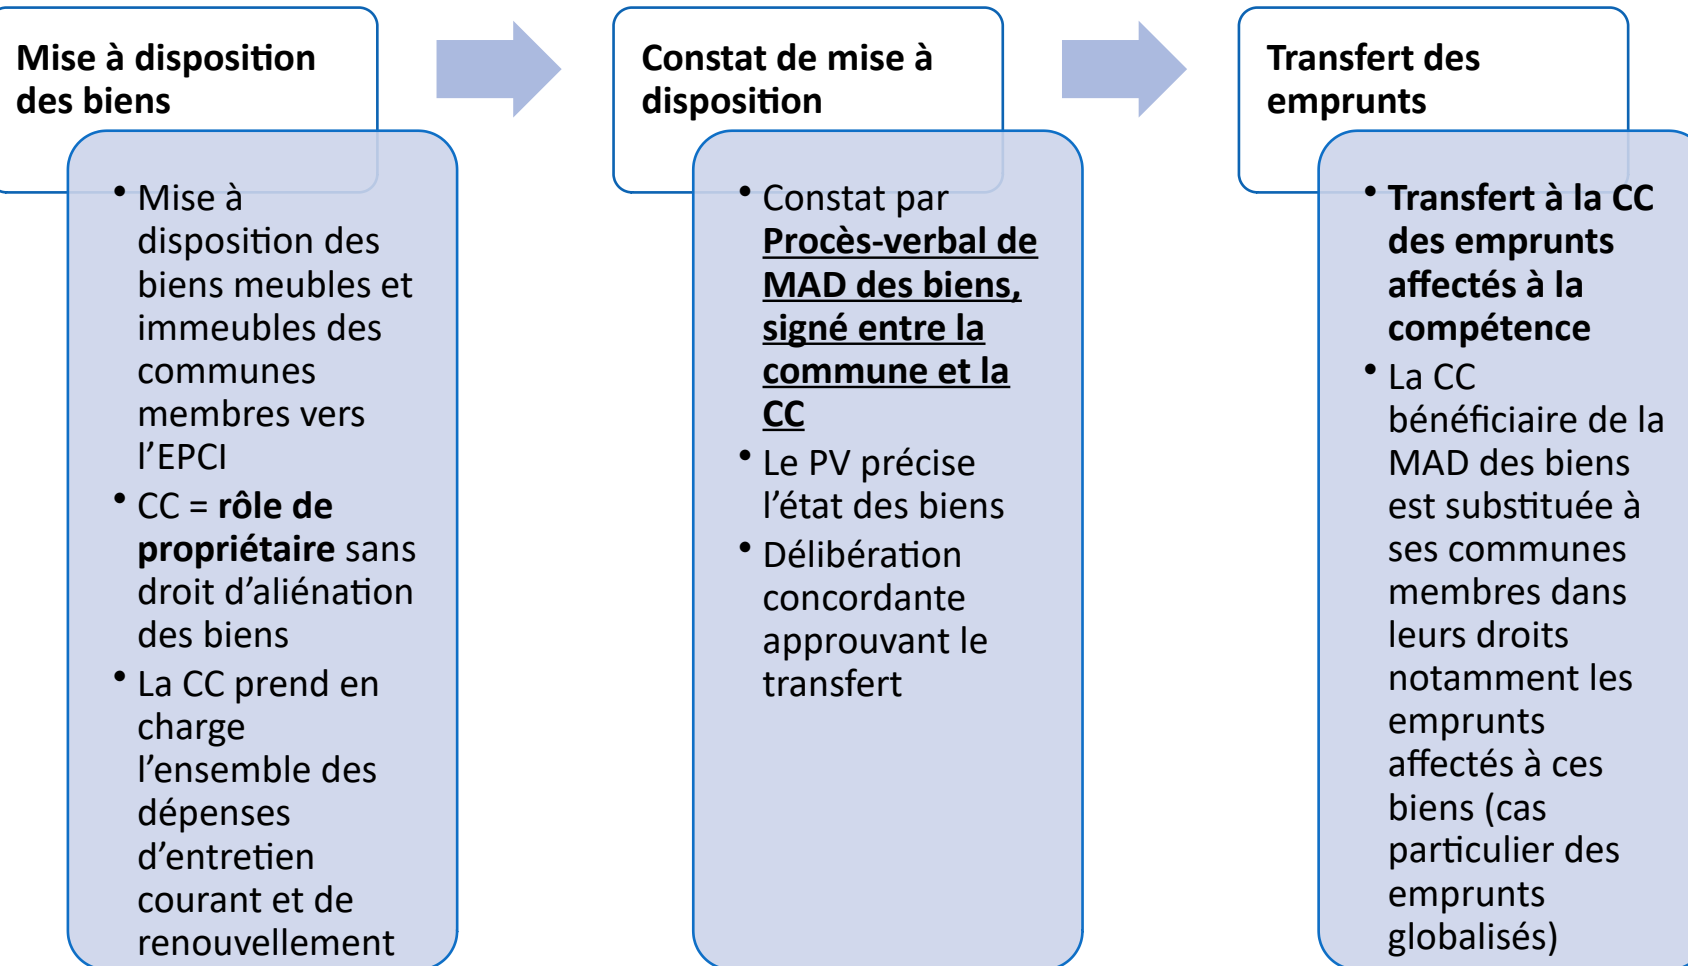 Mise à disposition
des biens
• Mise à
disposition des
biens meubles et
immeubles des
communes
membres vers
l’EPCI
• CC = rôle de
propriétaire sans
droit d’aliénation
des biens
• La CC prend en
charge
l’ensemble des
dépenses
d’entretien
courant et de
renouvellement
Constat de mise à
disposition
• Constat par
Procès-verbal de
MAD des biens,
signé entre la
commune et la
CC
• Le PV précise
l’état des biens
• Délibération
concordante
approuvant le
transfert
Transfert des
emprunts
• Transfert à la CC
des emprunts
affectés à la
compétence
• La CC
bénéficiaire de la
MAD des biens
est substituée à
ses communes
membres dans
leurs droits
notamment les
emprunts
affectés à ces
biens (cas
particulier des
emprunts
globalisés)